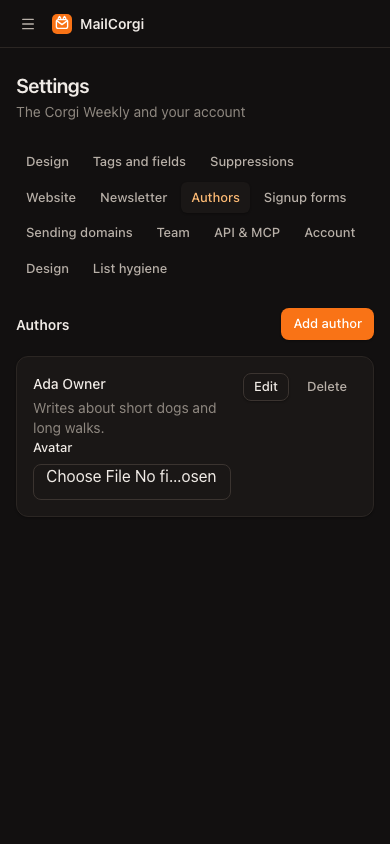 MailCorgi
Settings
The Corgi Weekly and your account
Design Tags and fields Suppressions
Website Newsletter Authors Signup forms
Sending domains Team API & MCP Account
Design List hygiene
Authors Add author
Ada Owner Edit Delete
Writes about short dogs and
long walks.
Avatar
Choose File No fi...osen